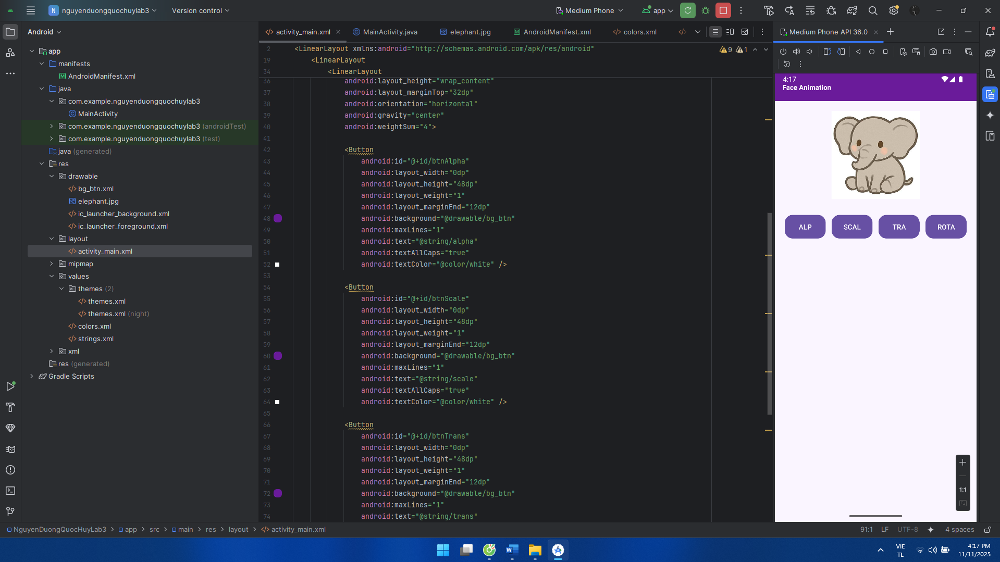 N nguyenduongquochuylab3
Version control
Medium Phone
app
Android
activity_main.xml
MainActivity.java
elephant.jpg
AndroidManifest.xml
colors.xml
Medium Phone API 36.0
app
manifests
AndroidManifest.xml
java
com.example.nguyenduongquochuylab3
MainActivity
com.example.nguyenduongquochuylab3 (androidTest)
com.example.nguyenduongquochuylab3 (test)
java (generated)
res
drawable
bg_btn.xml
elephant.jpg
ic_launcher_background.xml
ic_launcher_foreground.xml
layout
activity_main.xml
mipmap
values
themes (2)
themes.xml
themes.xml (night)
colors.xml
strings.xml
xml
res (generated)
Gradle Scripts
9 1
2 <LinearLayout xmlns:android="http://schemas.android.com/apk/res/android"
19 <LinearLayout
34 <LinearLayout
36 android:layout_height="wrap_content"
37 android:layout_marginTop="32dp"
38 android:orientation="horizontal"
39 android:gravity="center"
40 android:weightSum="4">
41
42 <Button
43 android:id="@+id/btnAlpha"
44 android:layout_width="0dp"
45 android:layout_height="48dp"
46 android:layout_weight="1"
47 android:layout_marginEnd="12dp"
48 android:background="@drawable/bg_btn"
49 android:maxLines="1"
50 android:text="@string/alpha"
51 android:textAllCaps="true"
52 android:textColor="@color/white" />
53
54 <Button
55 android:id="@+id/btnScale"
56 android:layout_width="0dp"
57 android:layout_height="48dp"
58 android:layout_weight="1"
59 android:layout_marginEnd="12dp"
60 android:background="@drawable/bg_btn"
61 android:maxLines="1"
62 android:text="@string/scale"
63 android:textAllCaps="true"
64 android:textColor="@color/white" />
65
66 <Button
67 android:id="@+id/btnTrans"
68 android:layout_width="0dp"
69 android:layout_height="48dp"
70 android:layout_weight="1"
71 android:layout_marginEnd="12dp"
72 android:background="@drawable/bg_btn"
73 android:maxLines="1"
74 android:text="@string/trans"
4:17
Face Animation
ALP SCAL TRA ROTA
1:1
NguyenDuongQuocHuyLab3 > app > src > main > res > layout > activity_main.xml
91:1 LF UTF-8 4 spaces
VIE
TL
4:17 PM
11/11/2025